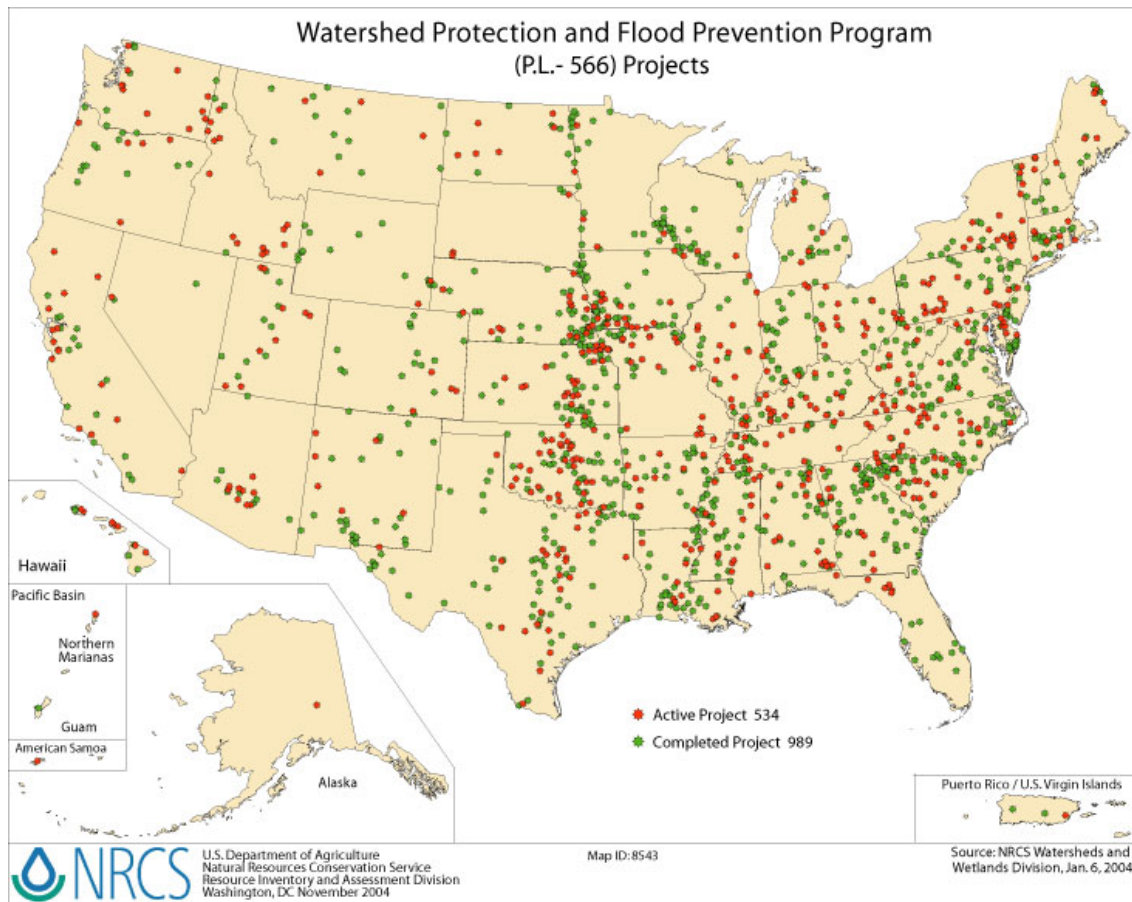 Watershed Protection and Flood Prevention Program
(P.L.- 566) Projects
Hawaii
Pacific Basin
Northern
Marianas
Guam
American Samoa
Alaska
Active Project 534
Completed Project 989
Puerto Rico / U.S. Virgin Islands
NRCS
U.S. Department of Agriculture
Natural Resources Conservation Service
Resource Inventory and Assessment Division
Washington, DC November 2004
Map ID: 8543
Source: NRCS Watersheds and
Wetlands Division, Jan. 6, 2004